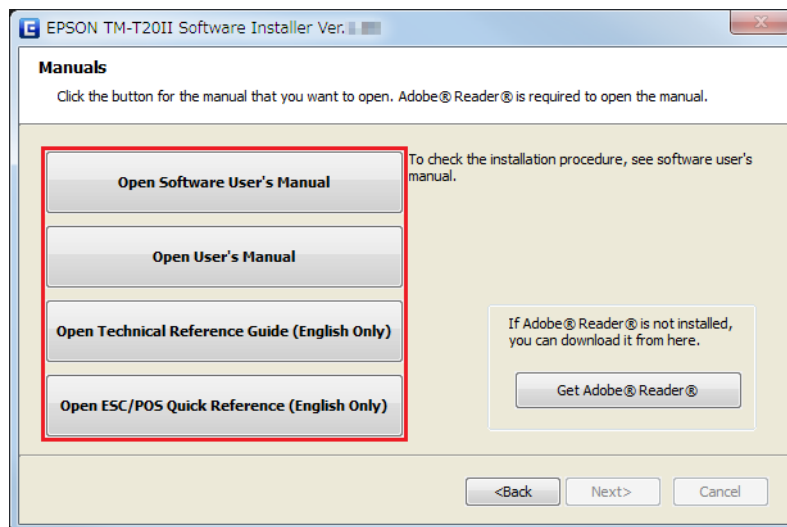 EPSON TM-T20II Software Installer Ver.
Manuals
Click the button for the manual that you want to open. Adobe® Reader® is required to open the manual.
Open Software User's Manual
To check the installation procedure, see software user's
manual.
Open User's Manual
Open Technical Reference Guide (English Only)
Open ESC/POS Quick Reference (English Only)
If Adobe® Reader® is not installed,
you can download it from here.
Get Adobe® Reader®
<Back
Next>
Cancel